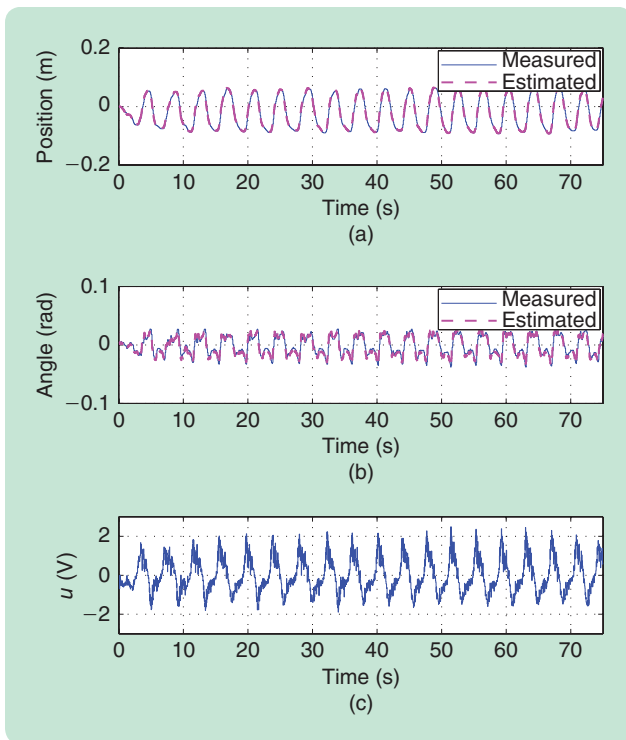 0.2
0
−0.2
Position (m)
Measured
Estimated
0 10 20 30 40 50 60 70
Time (s)
(a)
0.1
0
−0.1
Angle (rad)
Measured
Estimated
0 10 20 30 40 50 60 70
Time (s)
(b)
2
0
−2
u (V)
0 10 20 30 40 50 60 70
Time (s)
(c)